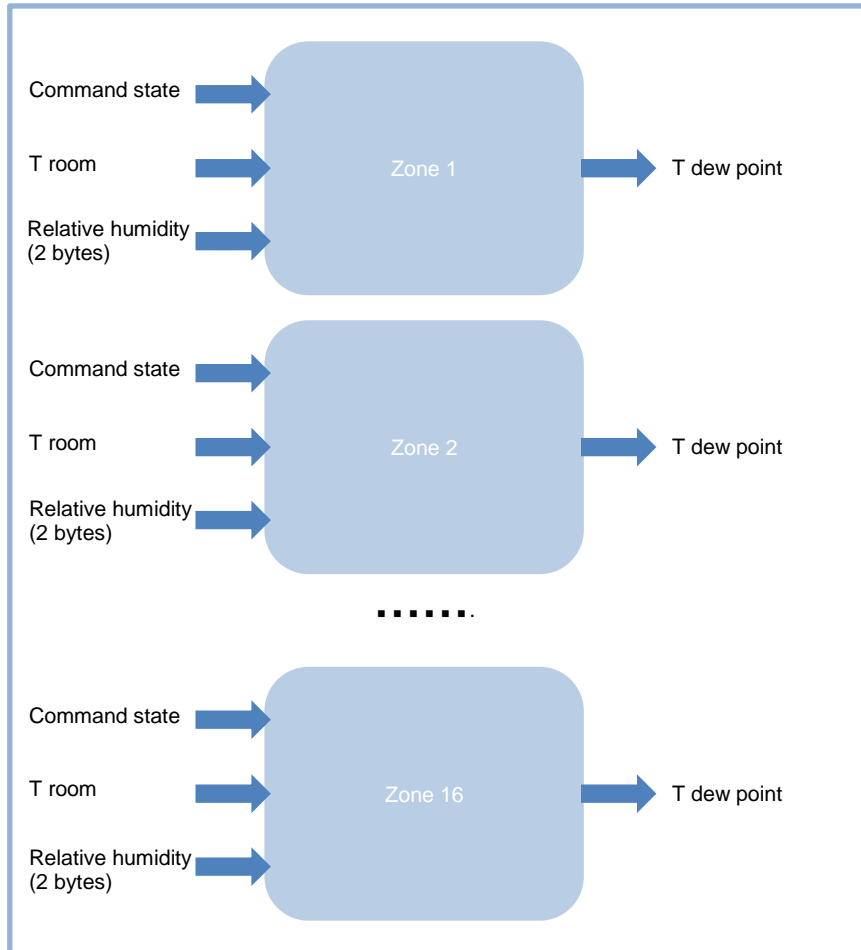 Command state
T room
Zone 1
T dew point
Relative humidity
(2 bytes)
Command state
T room
Zone 2
T dew point
Relative humidity
(2 bytes)
.......
Command state
T room
Zone 16
T dew point
Relative humidity
(2 bytes)